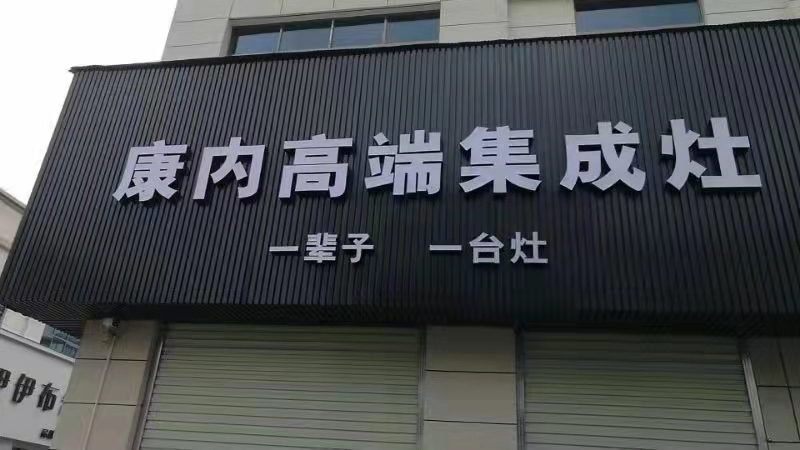 康内高端集成灶
一辈子 一台灶
伊布